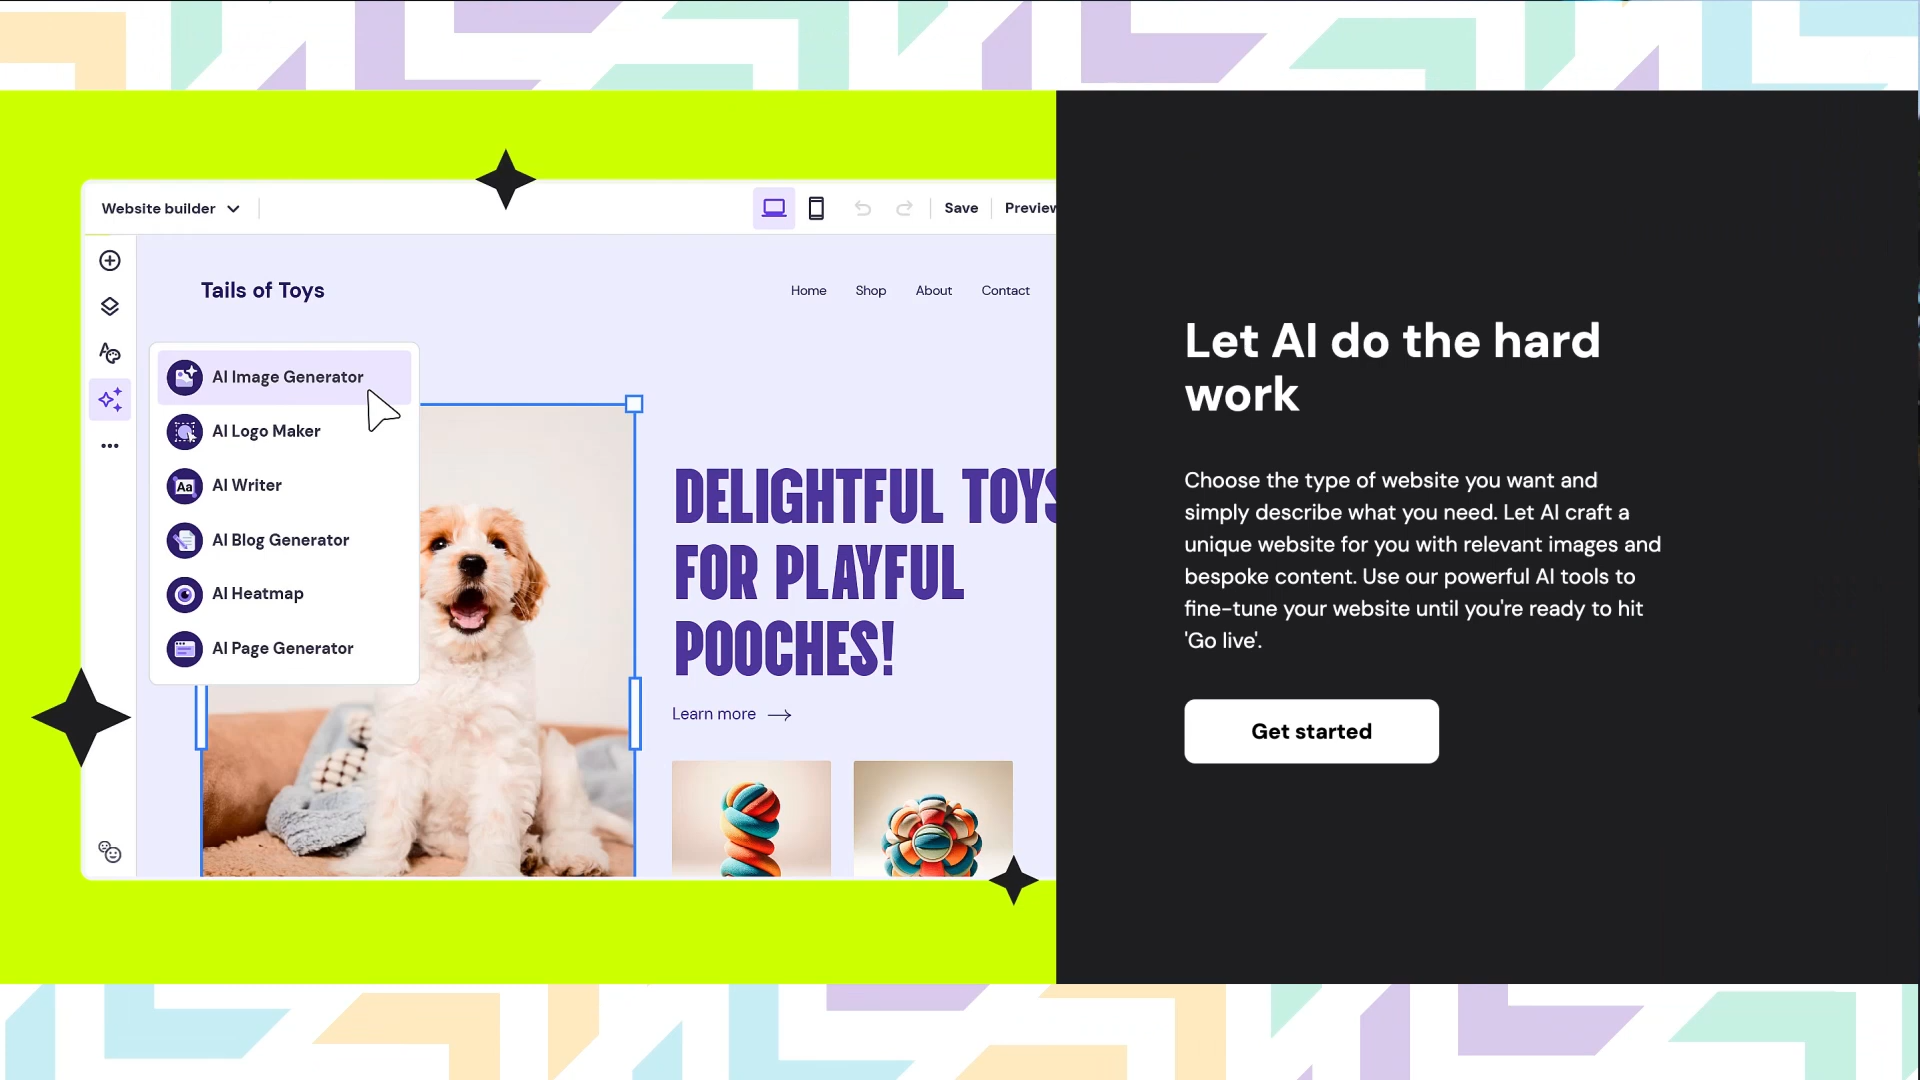 Website builder
Save
Preview
Tails of Toys
Home
Shop
About
Contact
AI Image Generator
AI Logo Maker
AI Writer
Aa
AI Blog Generator
AI Heatmap
AI Page Generator
DELIGHTFUL TOYS
FOR PLAYFUL
POOCHES!
Learn more
Let AI do the hard
work
Choose the type of website you want and
simply describe what you need. Let AI craft a
unique website for you with relevant images and
bespoke content. Use our powerful AI tools to
fine-tune your website until you're ready to hit
'Go live'.
Get started